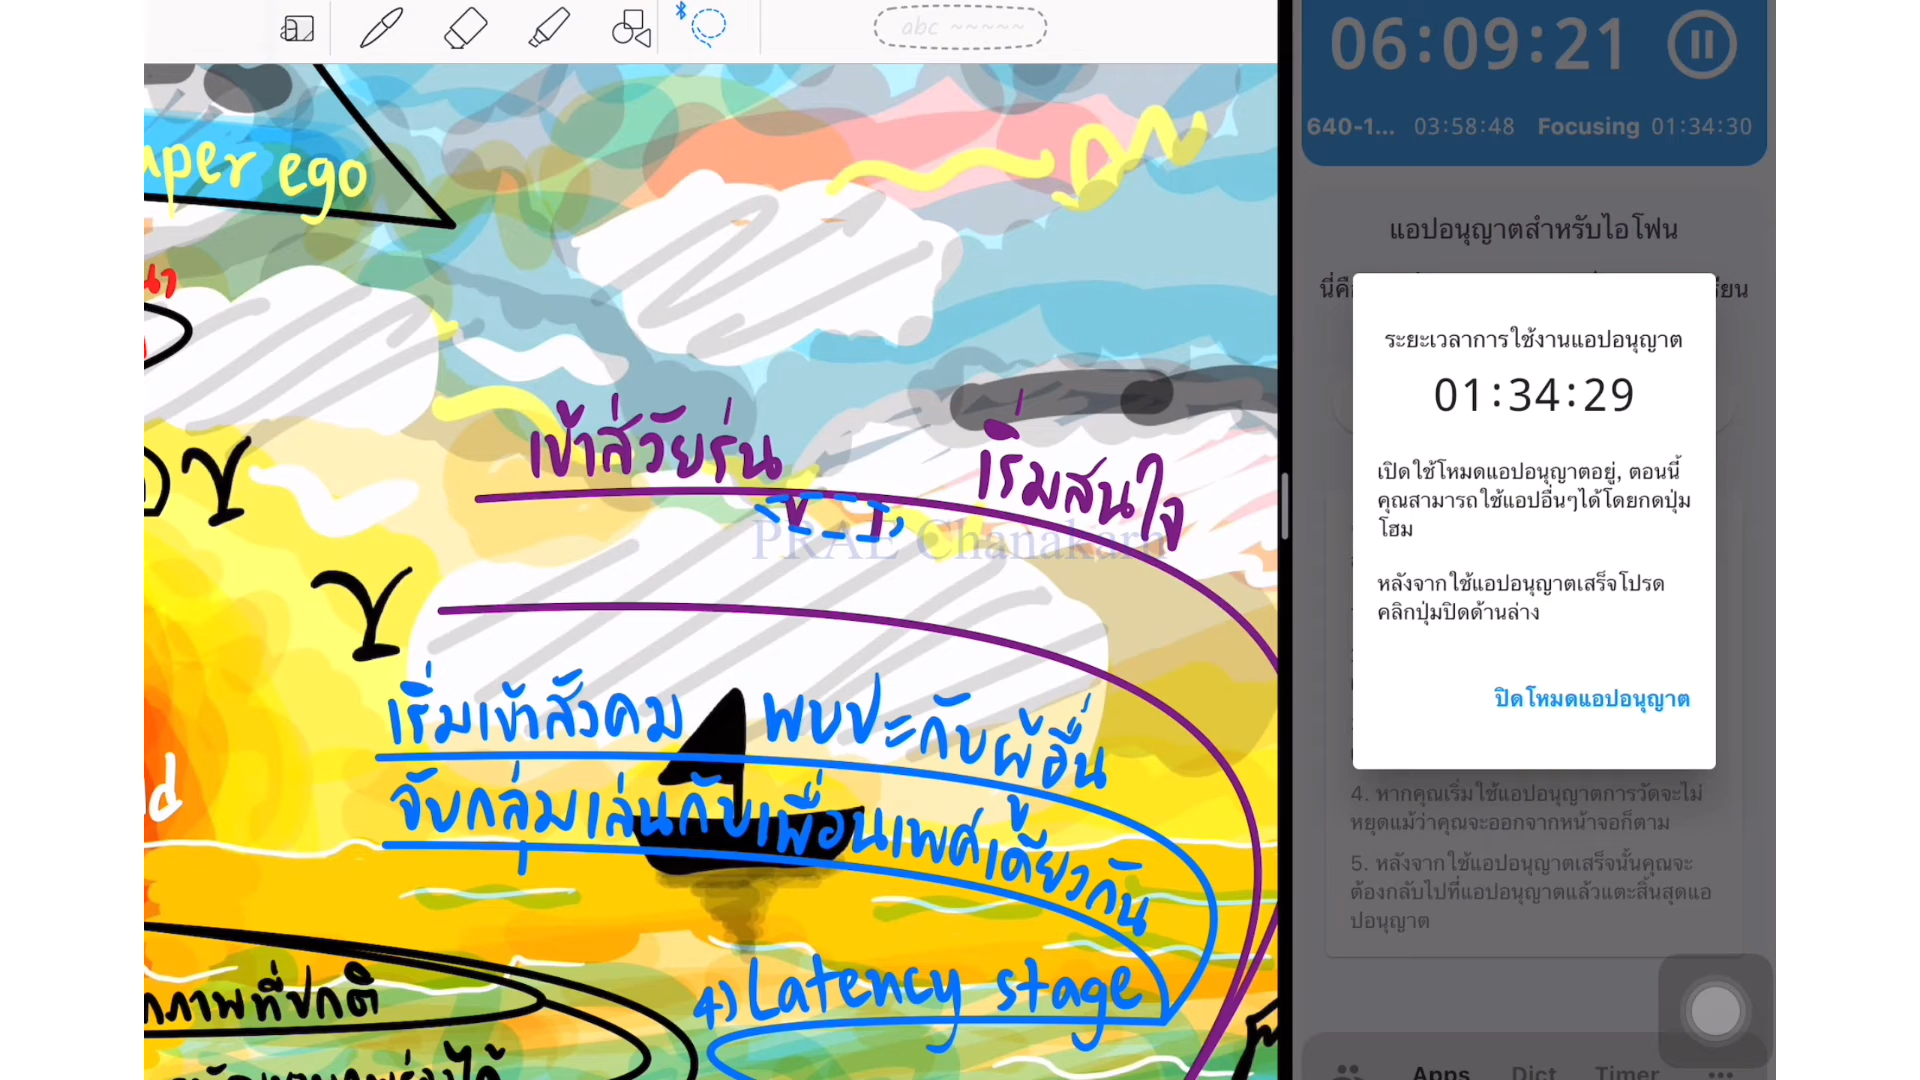 abc ~~~~~
06:09:21
640-1... 03:58:48 Focusing 01:34:30
แอปอนุญาตสำหรับไอโฟน
ระยะเวลาการใช้งานแอปอนุญาต
01:34:29
เปิดใช้โหมดแอปอนุญาตอยู่, ตอนนี้
คุณสามารถใช้แอปอื่นๆได้โดยกดปุ่ม
โฮม
หลังจากใช้แอปอนุญาตเสร็จโปรด
คลิกปุ่มปิดด้านล่าง
ปิดโหมดแอปอนุญาต
4. หากคุณเริ่มใช้แอปอนุญาตการวัดจะไม่
หยุดแม้ว่าคุณจะออกจากหน้าจอก็ตาม
5. หลังจากใช้แอปอนุญาตเสร็จนั้นคุณจะ
ต้องกลับไปที่แอปอนุญาตแล้วแตะสิ้นสุดแอ
ปอนุญาต
Apps Dict Timer
uper ego
เข้าสู่วัยรุ่น เริ่มสนใจ
PRAE Chanakarn
เริ่มเข้าสังคม พบปะกับผู้อื่น
จับกลุ่มเล่นกับเพื่อนเพศเดียวกัน
4) Latency stage
กภาพที่ปกติ